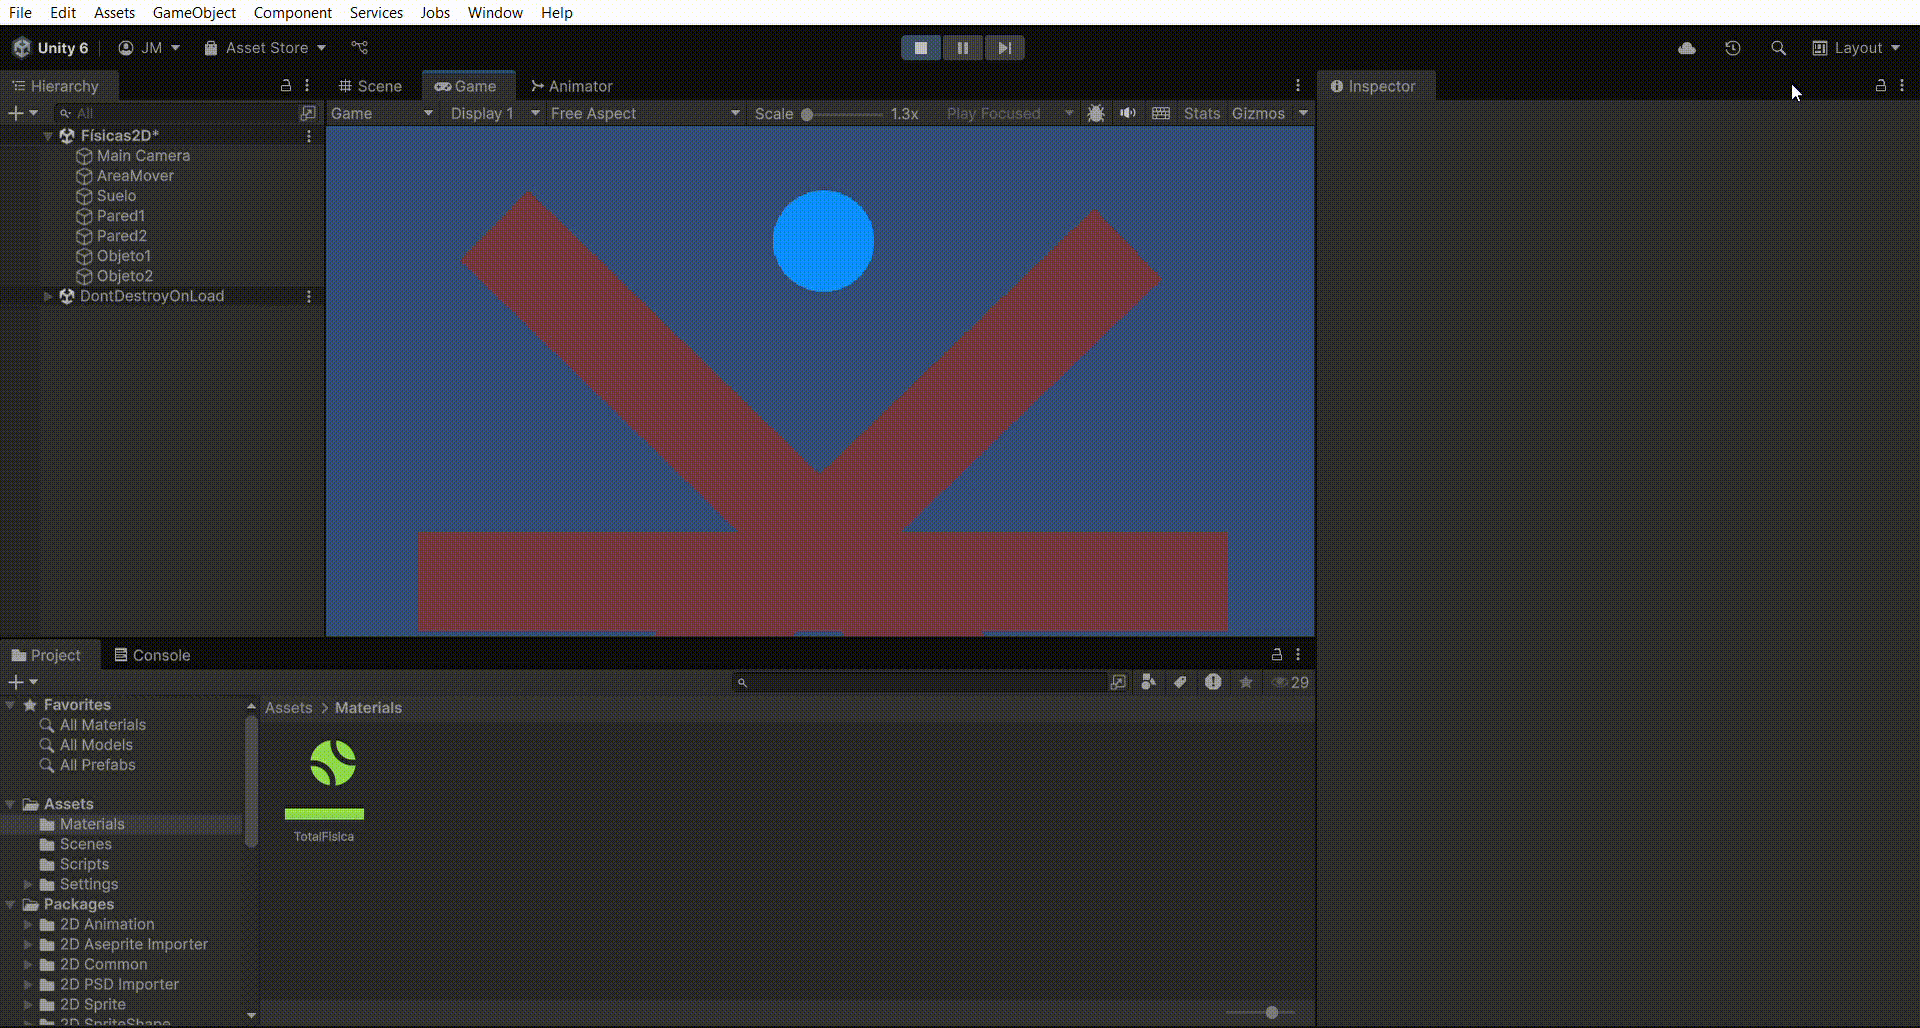 File Edit Assets GameObject Component Services Jobs Window Help
Unity 6 JM Asset Store Layout
Hierarchy Scene Game Animator Inspector
All Game Display 1 Free Aspect Scale 1.3x Play Focused Stats Gizmos
Físicas2D*
Main Camera
AreaMover
Suelo
Pared1
Pared2
Objeto1
Objeto2
DontDestroyOnLoad
Project Console
29
Favorites
All Materials
All Models
All Prefabs
Assets
Materials
Scenes
Scripts
Settings
Packages
2D Animation
2D Aseprite Importer
2D Common
2D PSD Importer
2D Sprite
2D SpriteShape
Assets > Materials
TotalFisica